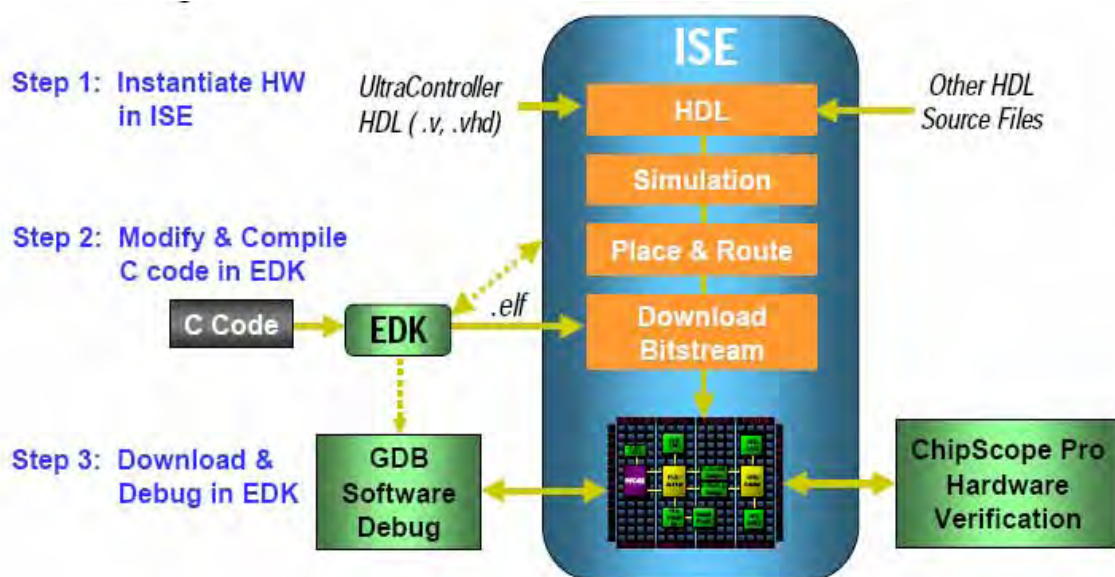 ISE
Step 1: Instantiate HW
in ISE
UltraController
HDL ( .v, .vhd)
HDL
Other HDL
Source Files
Simulation
Step 2: Modify & Compile
C code in EDK
Place & Route
C Code
EDK
.elf
Download
Bitstream
Step 3: Download &
Debug in EDK
GDB
Software
Debug
ChipScope Pro
Hardware
Verification